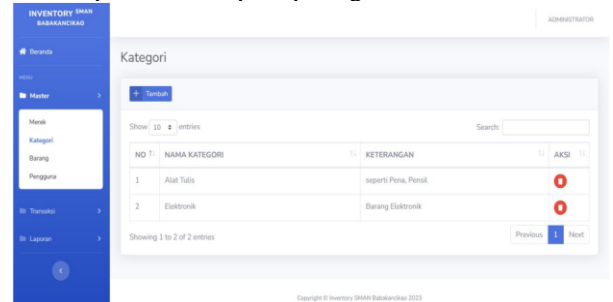 INVENTORY SMAN
BABAKANCIKAO
ADMINISTRATOR
Beranda
MENU
Master
Merek
Kategori
Barang
Pengguna
Transaksi
Laporan
Kategori
+ Tambah
Show 10 entries
Search:
NO NAMA KATEGORI KETERANGAN AKSI
1 Alat Tulis seperti Pena, Pensil
2 Elektronik Barang Elektronik
Showing 1 to 2 of 2 entries
Previous 1 Next
Copyright © Inventory SMAN Babakancikao 2023